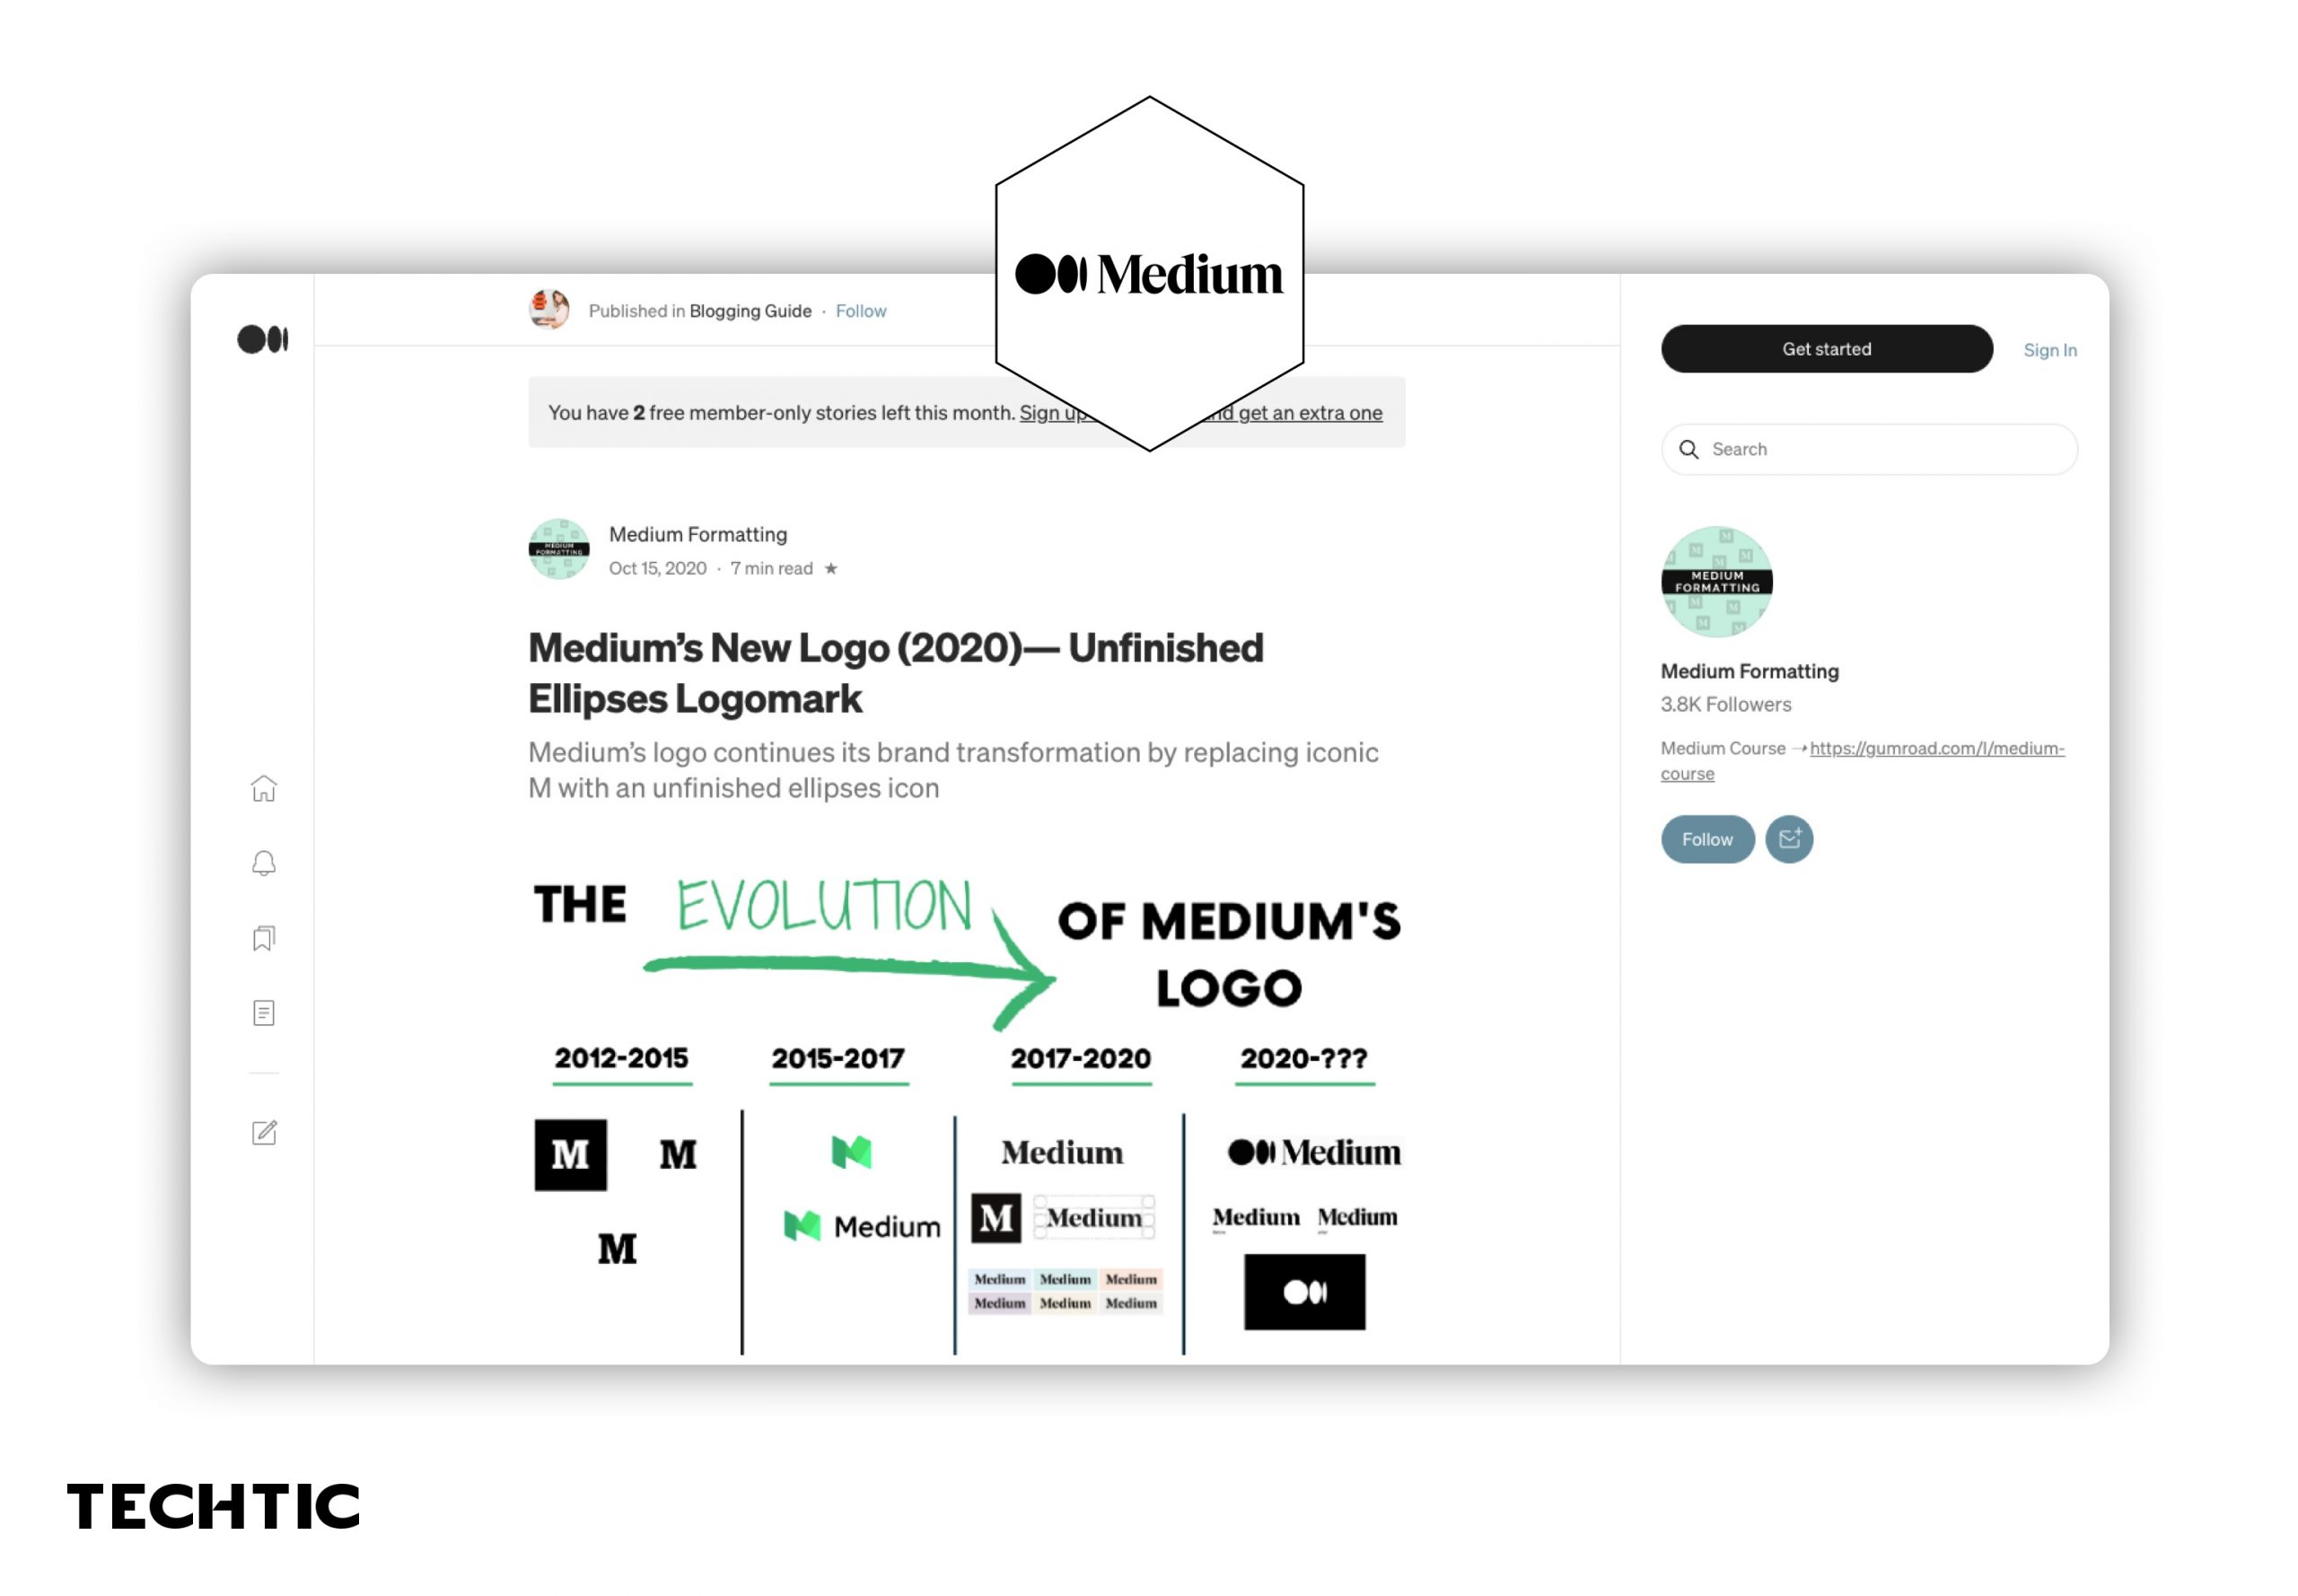 Medium
Published in Blogging Guide · Follow
Get started
Sign In
You have 2 free member-only stories left this month. Sign up
nd get an extra one
Search
MEDIUM
FORMATTING
Medium Formatting
Oct 15, 2020 · 7 min read ★
MEDIUM
FORMATTING
Medium’s New Logo (2020)— Unfinished
Ellipses Logomark
Medium’s logo continues its brand transformation by replacing iconic
M with an unfinished ellipses icon
Medium Formatting
3.8K Followers
Medium Course → https://gumroad.com/l/medium-
course
Follow
THE EVOLUTION OF MEDIUM'S
LOGO
2012-2015 2015-2017 2017-2020 2020-???
M M
M
Medium
Medium
M Medium
Medium Medium Medium
Medium Medium Medium
Medium
Medium Medium
TECHTIC